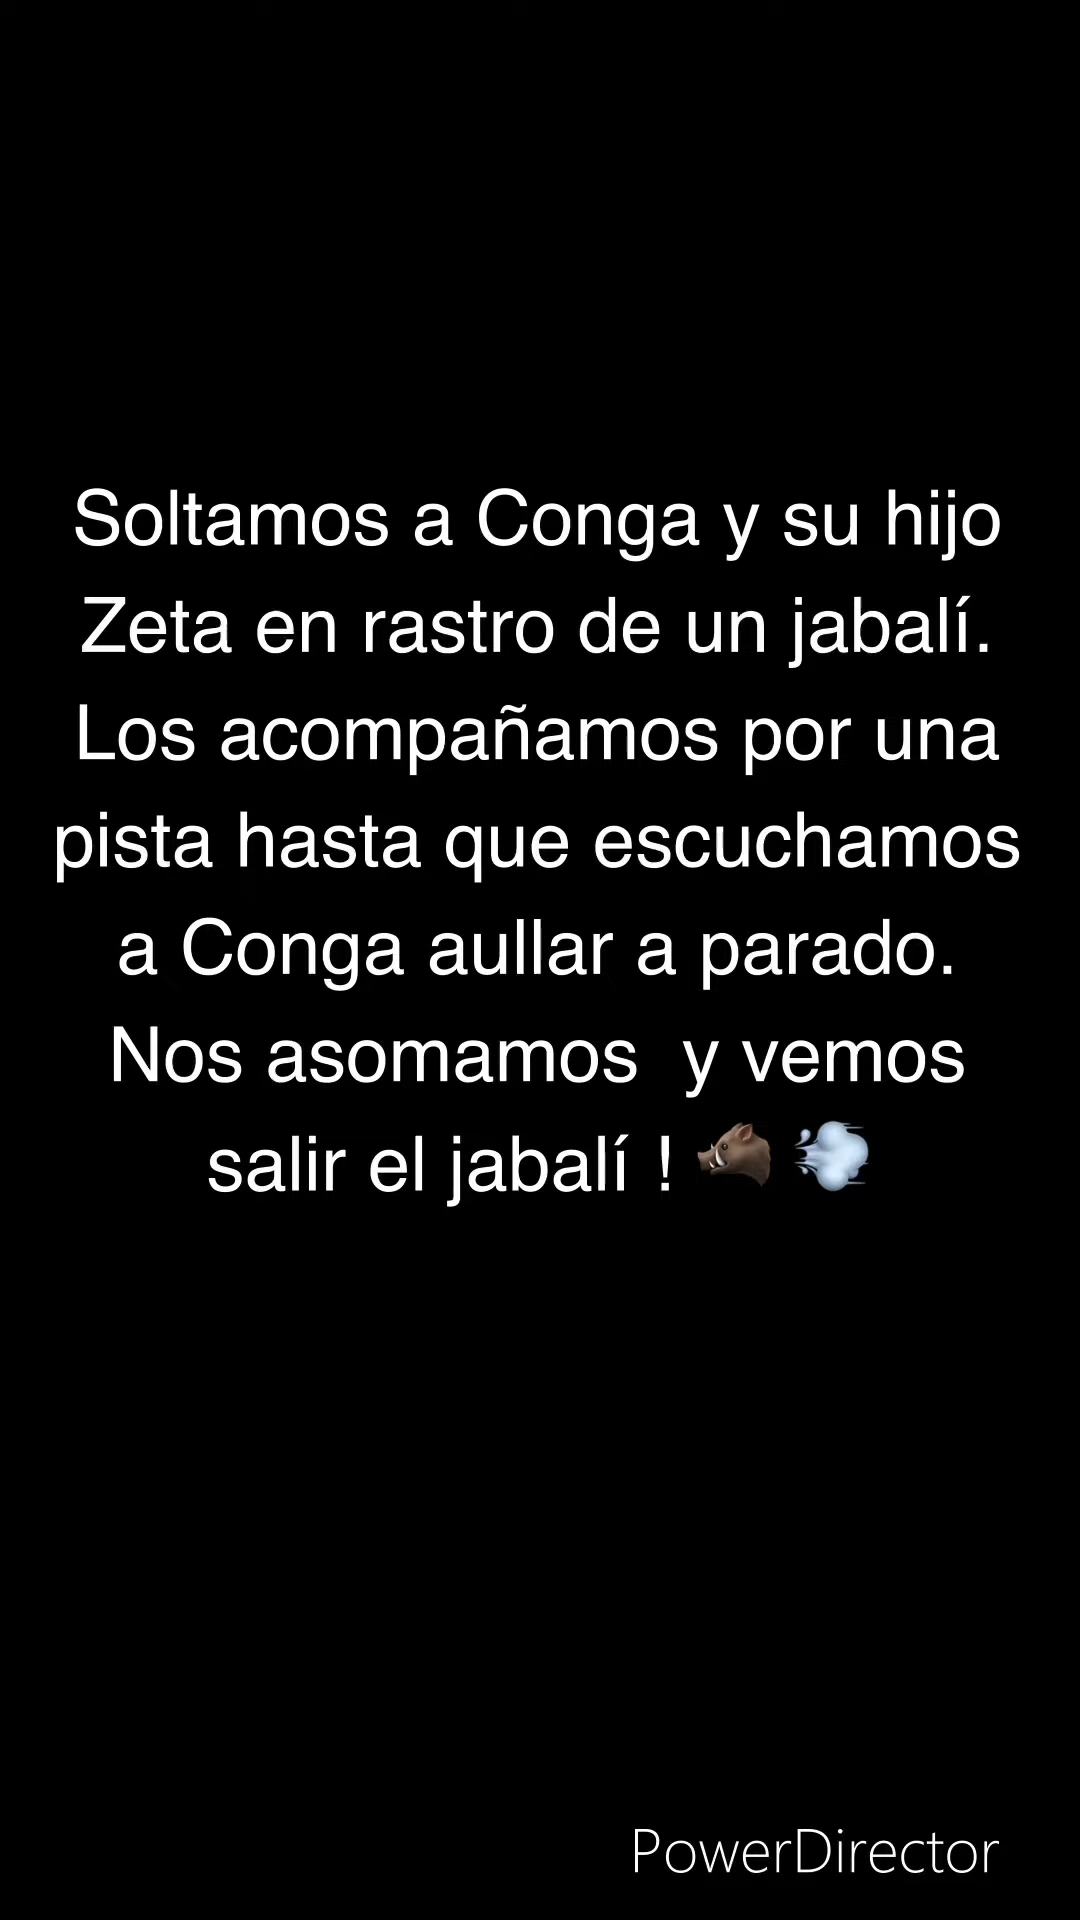 Soltamos a Conga y su hijo
Zeta en rastro de un jabalí.
Los acompañamos por una
pista hasta que escuchamos
a Conga aullar a parado.
Nos asomamos  y vemos
salir el jabalí ! 🐗 💨
PowerDirector